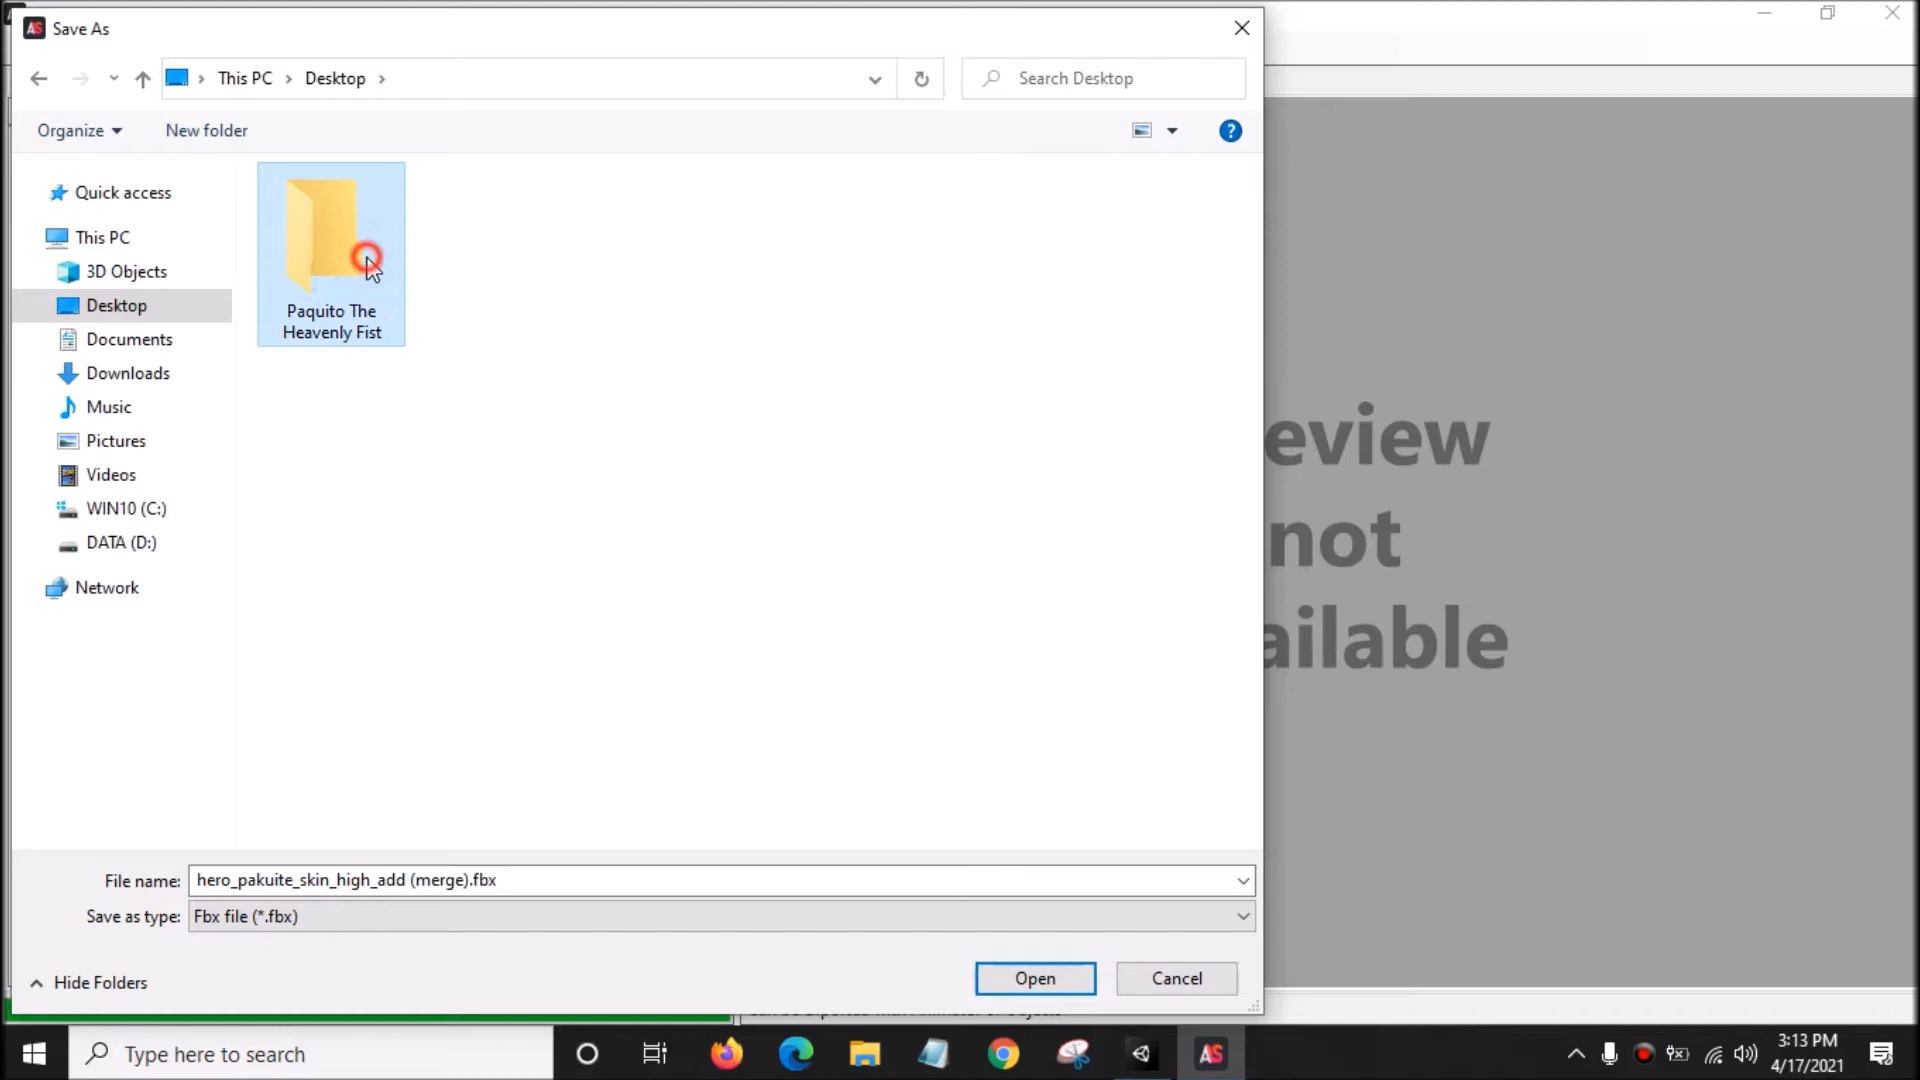 AS Save As
This PC > Desktop >
Search Desktop
Organize
New folder
Quick access
This PC
3D Objects
Desktop
Documents
Downloads
Music
Pictures
Videos
WIN10 (C:)
DATA (D:)
Network
Paquito The
Heavenly Fist
eview
not
ailable
File name: hero_pakuite_skin_high_add (merge).fbx
Save as type: Fbx file (*.fbx)
Hide Folders
Open
Cancel
Type here to search
AS
3:13 PM
4/17/2021